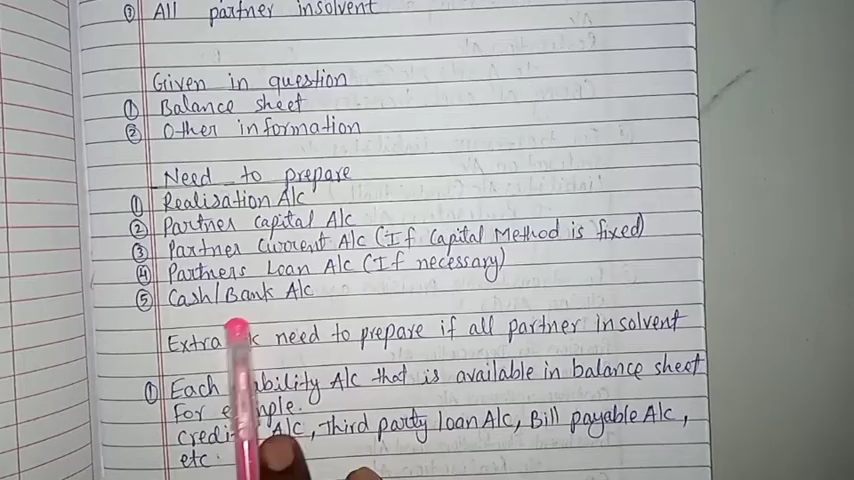 ③ All partner insolvent
Given in question
① Balance sheet
② Other information
Need to prepare
① Realisation A/c
② Partner capital A/c
③ Partner Current A/c (If Capital Method is fixed)
④ Partners Loan A/c (If necessary)
⑤ Cash/Bank A/c
Extra need to prepare if all partner insolvent
① Each A/c that is available in balance sheet
For
A/c, Third party loan A/c, Bill payable A/c,
etc.